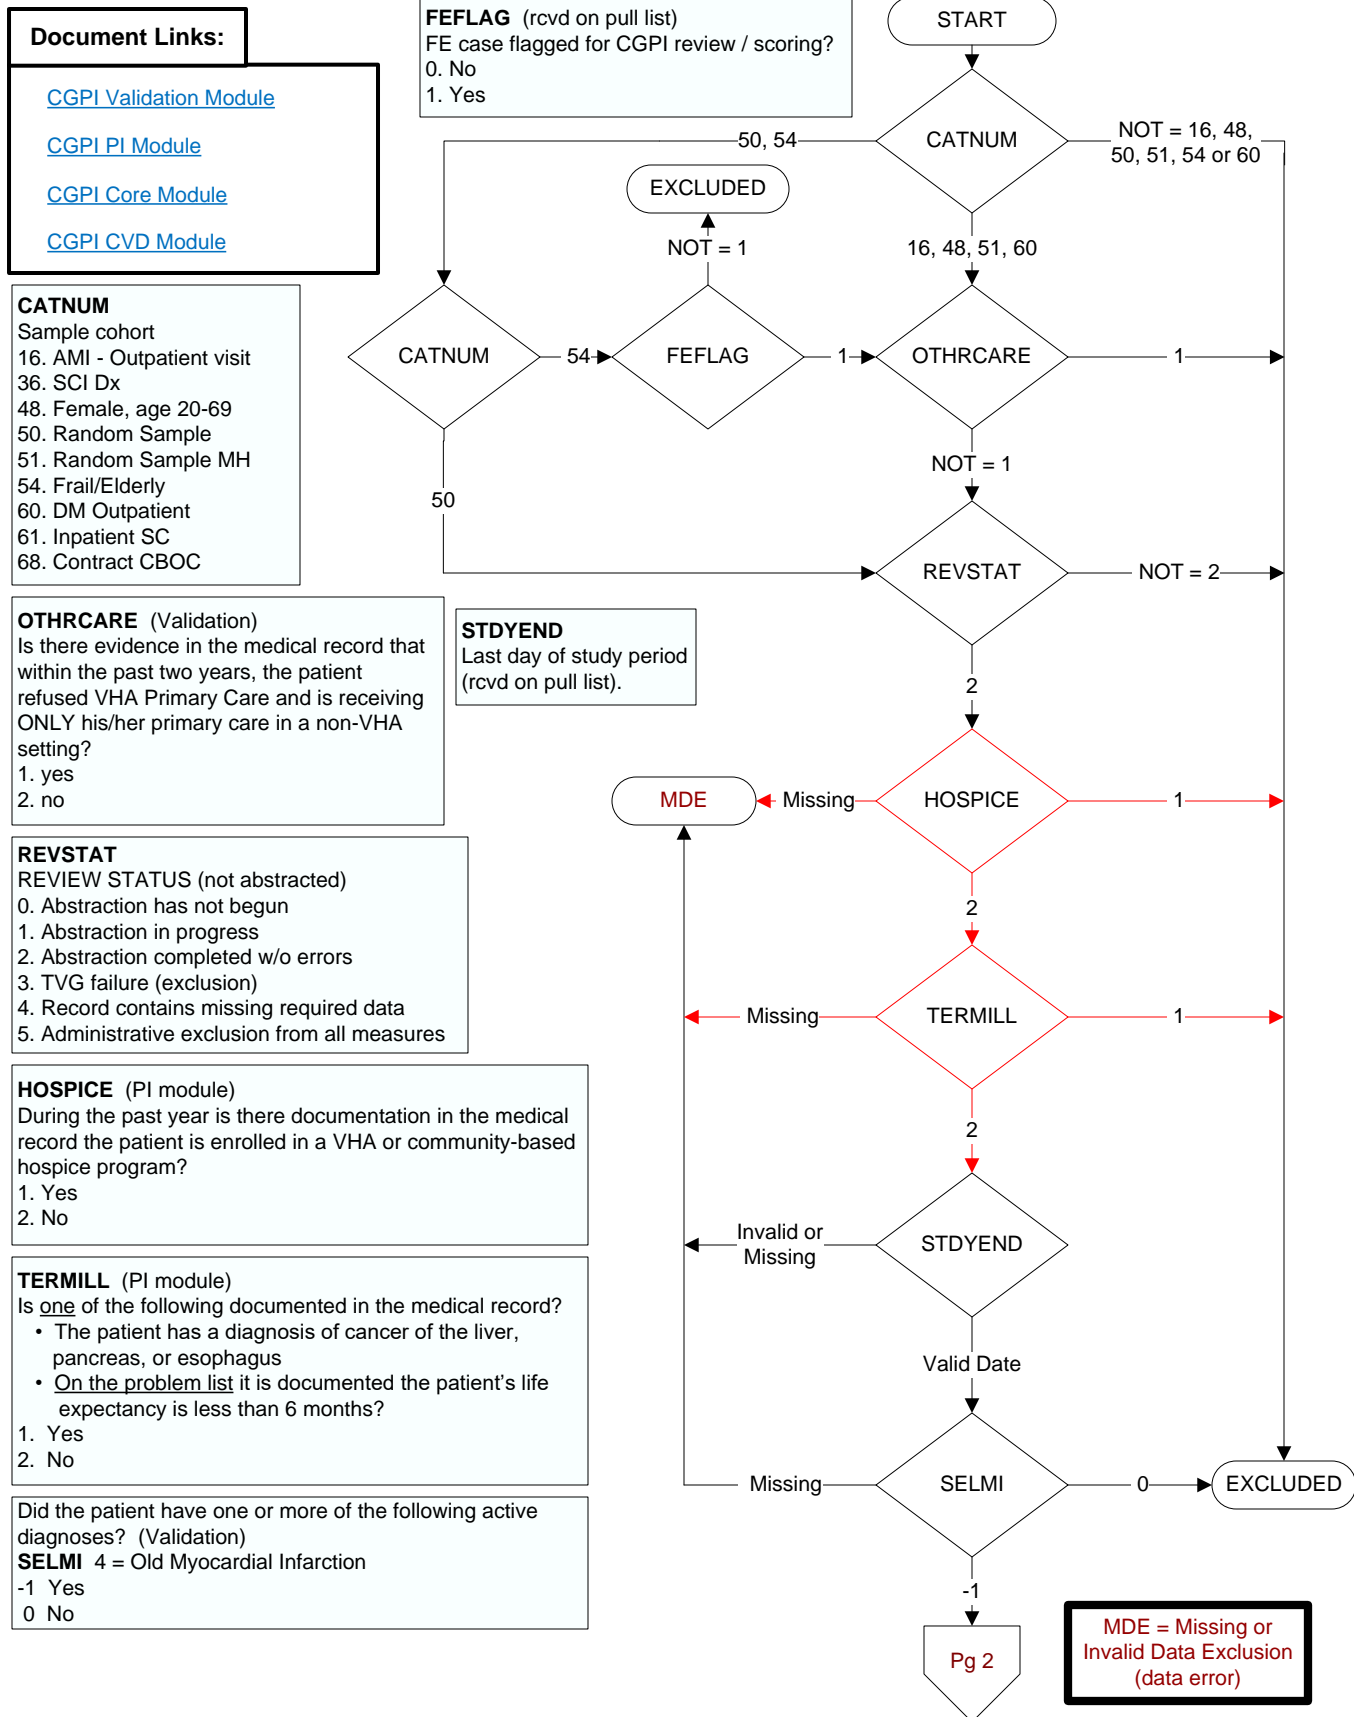 Document Links:
CGPI Validation Module
CGPI PI Module
CGPI Core Module
CGPI CVD Module
FEFLAG (rcvd on pull list)
FE case flagged for CGPI review / scoring?
0. No
1. Yes
CATNUM
Sample cohort
16. AMI - Outpatient visit
36. SCI Dx
48. Female, age 20-69
50. Random Sample
51. Random Sample MH
54. Frail/Elderly
60. DM Outpatient
61. Inpatient SC
68. Contract CBOC
OTHRCARE (Validation)
Is there evidence in the medical record that
within the past two years, the patient
refused VHA Primary Care and is receiving
ONLY his/her primary care in a non-VHA
setting?
1. yes
2. no
STDYEND
Last day of study period
(rcvd on pull list).
REVSTAT
REVIEW STATUS (not abstracted)
0. Abstraction has not begun
1. Abstraction in progress
2. Abstraction completed w/o errors
3. TVG failure (exclusion)
4. Record contains missing required data
5. Administrative exclusion from all measures
HOSPICE (PI module)
During the past year is there documentation in the medical
record the patient is enrolled in a VHA or community-based
hospice program?
1. Yes
2. No
TERMILL (PI module)
Is one of the following documented in the medical record?
• The patient has a diagnosis of cancer of the liver,
pancreas, or esophagus
• On the problem list it is documented the patient's life
expectancy is less than 6 months?
1. Yes
2. No
Did the patient have one or more of the following active
diagnoses? (Validation)
SELMI 4 = Old Myocardial Infarction
-1 Yes
0 No
START
CATNUM
50, 54
NOT = 16, 48,
50, 51, 54 or 60
16, 48, 51, 60
EXCLUDED
NOT = 1
CATNUM
54
FEFLAG
1
OTHRCARE
1
NOT = 1
50
REVSTAT
NOT = 2
2
MDE
Missing
HOSPICE
1
2
Missing
TERMILL
1
2
Invalid or
Missing
STDYEND
Valid Date
Missing
SELMI
0
EXCLUDED
-1
Pg 2
MDE = Missing or
Invalid Data Exclusion
(data error)